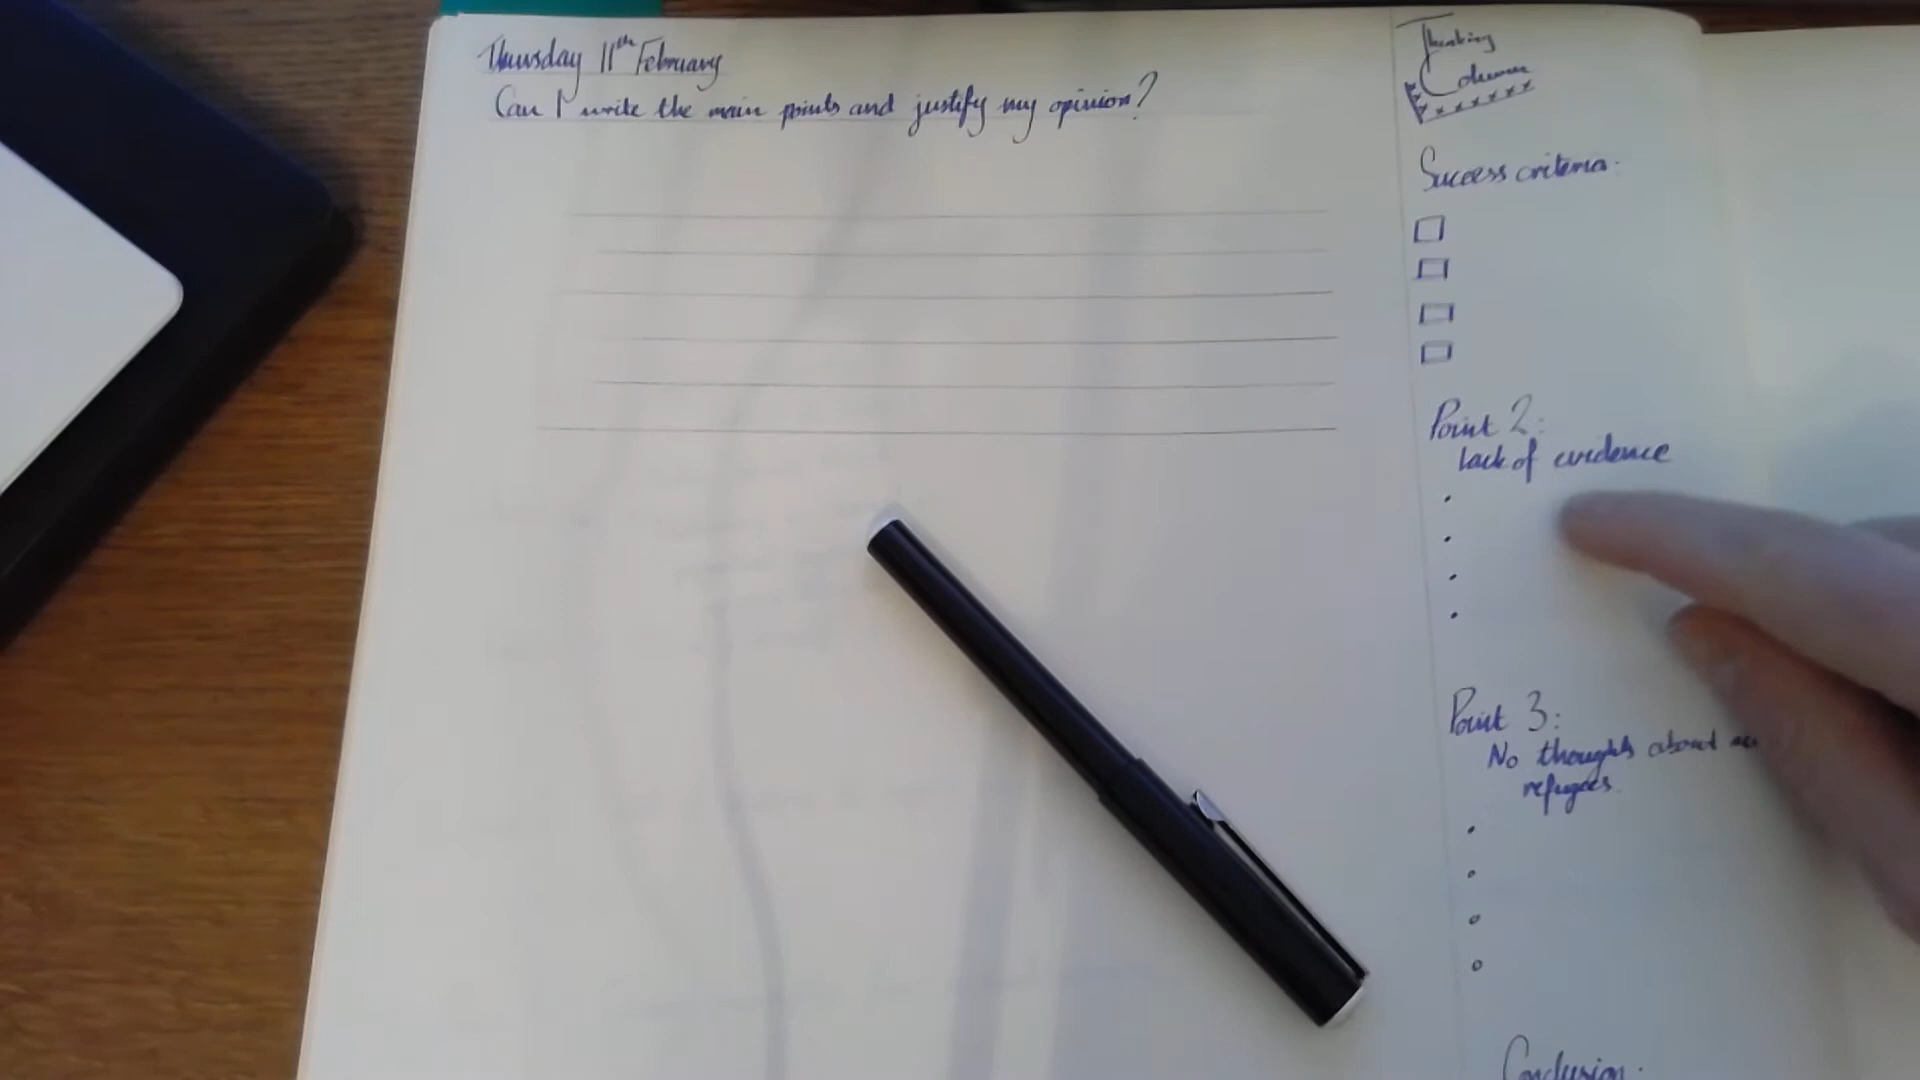 Thursday 11th February
Can I write the main points and justify my opinion?
Thinking
Column
Success criteria:
Point 2:
lack of evidence
Point 3:
No thoughts about
refugees.
Conclusion: